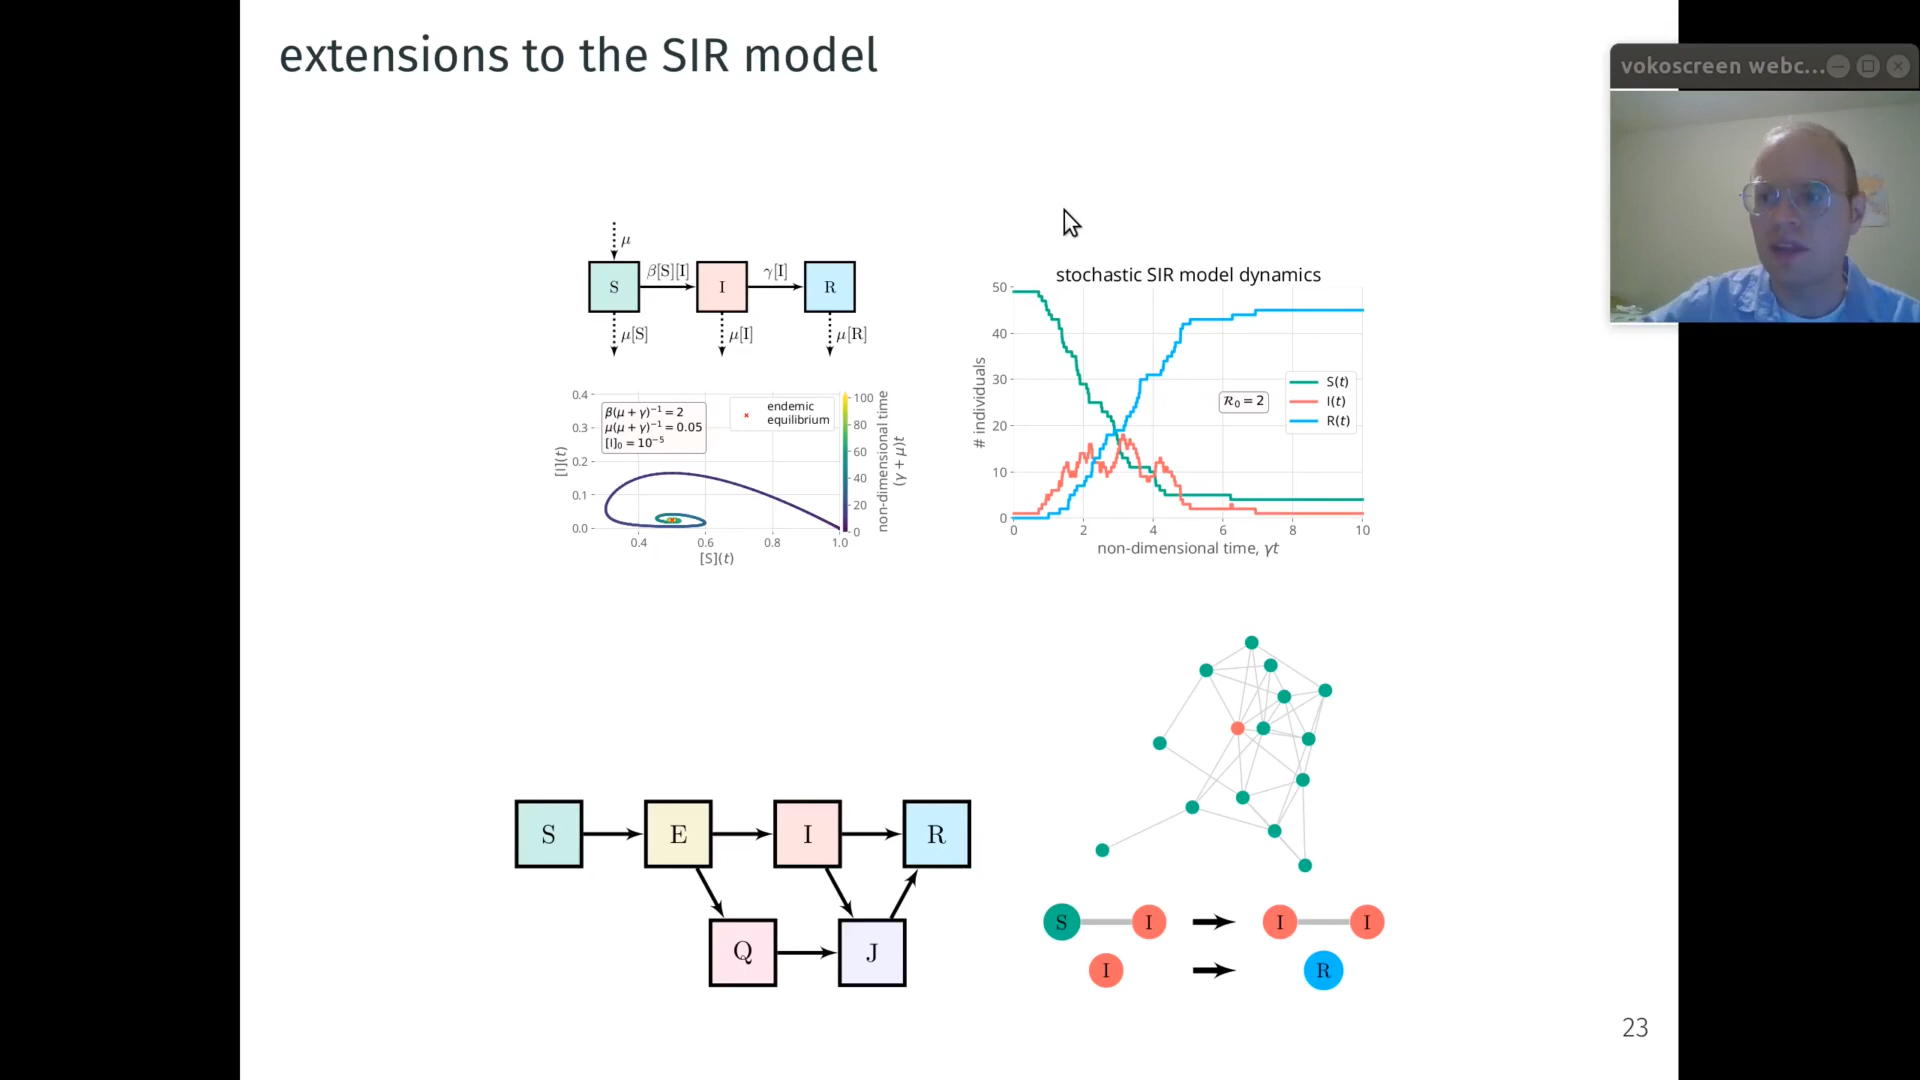 extensions to the SIR model
vokoscreen webc...
μ
S
β[S][I]
I
γ[I]
R
μ[S]
μ[I]
μ[R]
0.4
0.3
0.2
0.1
0.0
[I](t)
β(μ + γ)⁻¹ = 2
μ(μ + γ)⁻¹ = 0.05
[I]₀ = 10⁻⁵
endemic
equilibrium
0.4
0.6
0.8
1.0
[S](t)
100
80
60
40
20
0
non-dimensional time
(γ + μ)t
stochastic SIR model dynamics
50
40
30
20
10
0
# individuals
ℛ₀ = 2
S(t)
I(t)
R(t)
0
2
4
6
8
10
non-dimensional time, γt
S
E
I
R
Q
J
S
I
I
I
I
R
23